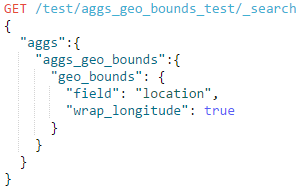 GET /test/aggs_geo_bounds_test/_search
{
  "aggs":{
    "aggs_geo_bounds":{
      "geo_bounds": {
        "field": "location",
        "wrap_longitude": true
      }
    }
  }
}